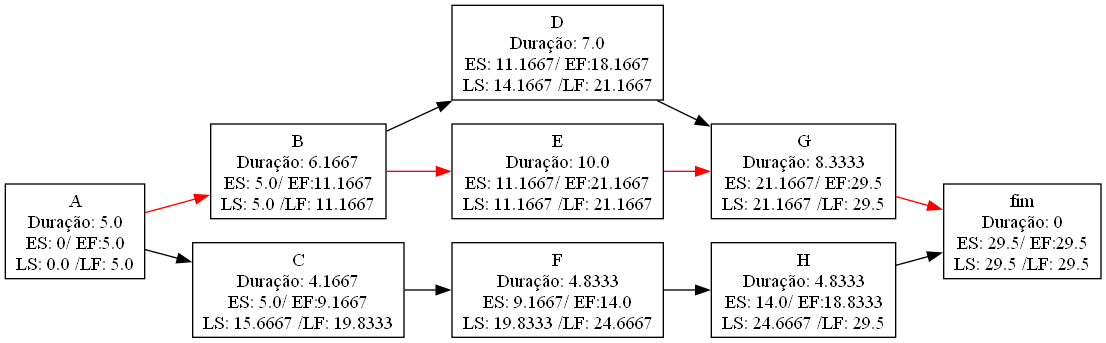 D
Duração: 7.0
ES: 11.1667/ EF:18.1667
LS: 14.1667 /LF: 21.1667
B
Duração: 6.1667
ES: 5.0/ EF:11.1667
LS: 5.0 /LF: 11.1667
E
Duração: 10.0
ES: 11.1667/ EF:21.1667
LS: 11.1667 /LF: 21.1667
G
Duração: 8.3333
ES: 21.1667/ EF:29.5
LS: 21.1667 /LF: 29.5
A
Duração: 5.0
ES: 0/ EF:5.0
LS: 0.0 /LF: 5.0
fim
Duração: 0
ES: 29.5/ EF:29.5
LS: 29.5 /LF: 29.5
C
Duração: 4.1667
ES: 5.0/ EF:9.1667
LS: 15.6667 /LF: 19.8333
F
Duração: 4.8333
ES: 9.1667/ EF:14.0
LS: 19.8333 /LF: 24.6667
H
Duração: 4.8333
ES: 14.0/ EF:18.8333
LS: 24.6667 /LF: 29.5